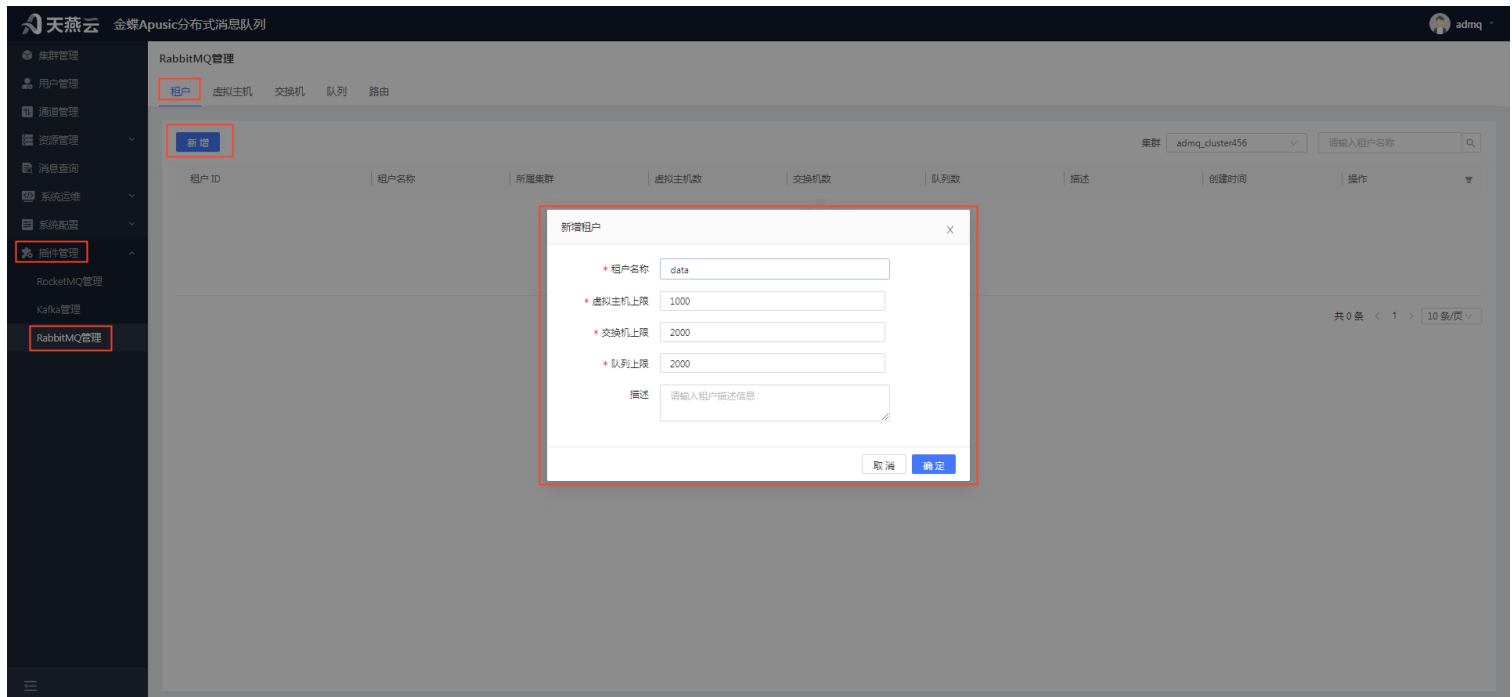 天燕云 金蝶Apusic分布式消息队列
admq
集群管理
用户管理
通道管理
资源管理
消息查询
系统运维
系统配置
插件管理
RocketMQ管理
Kafka管理
RabbitMQ管理
RabbitMQ管理
租户 虚拟主机 交换机 队列 路由
新 增
集群 admq_cluster456 请输入租户名称
租户 ID 租户名称 所属集群 虚拟主机数 交换机数 队列数 描述 创建时间 操作
新增租户
* 租户名称 data
* 虚拟主机上限 1000
* 交换机上限 2000
* 队列上限 2000
描述 请输入租户描述信息
取 消 确 定
共 0 条 < 1 > 10 条/页